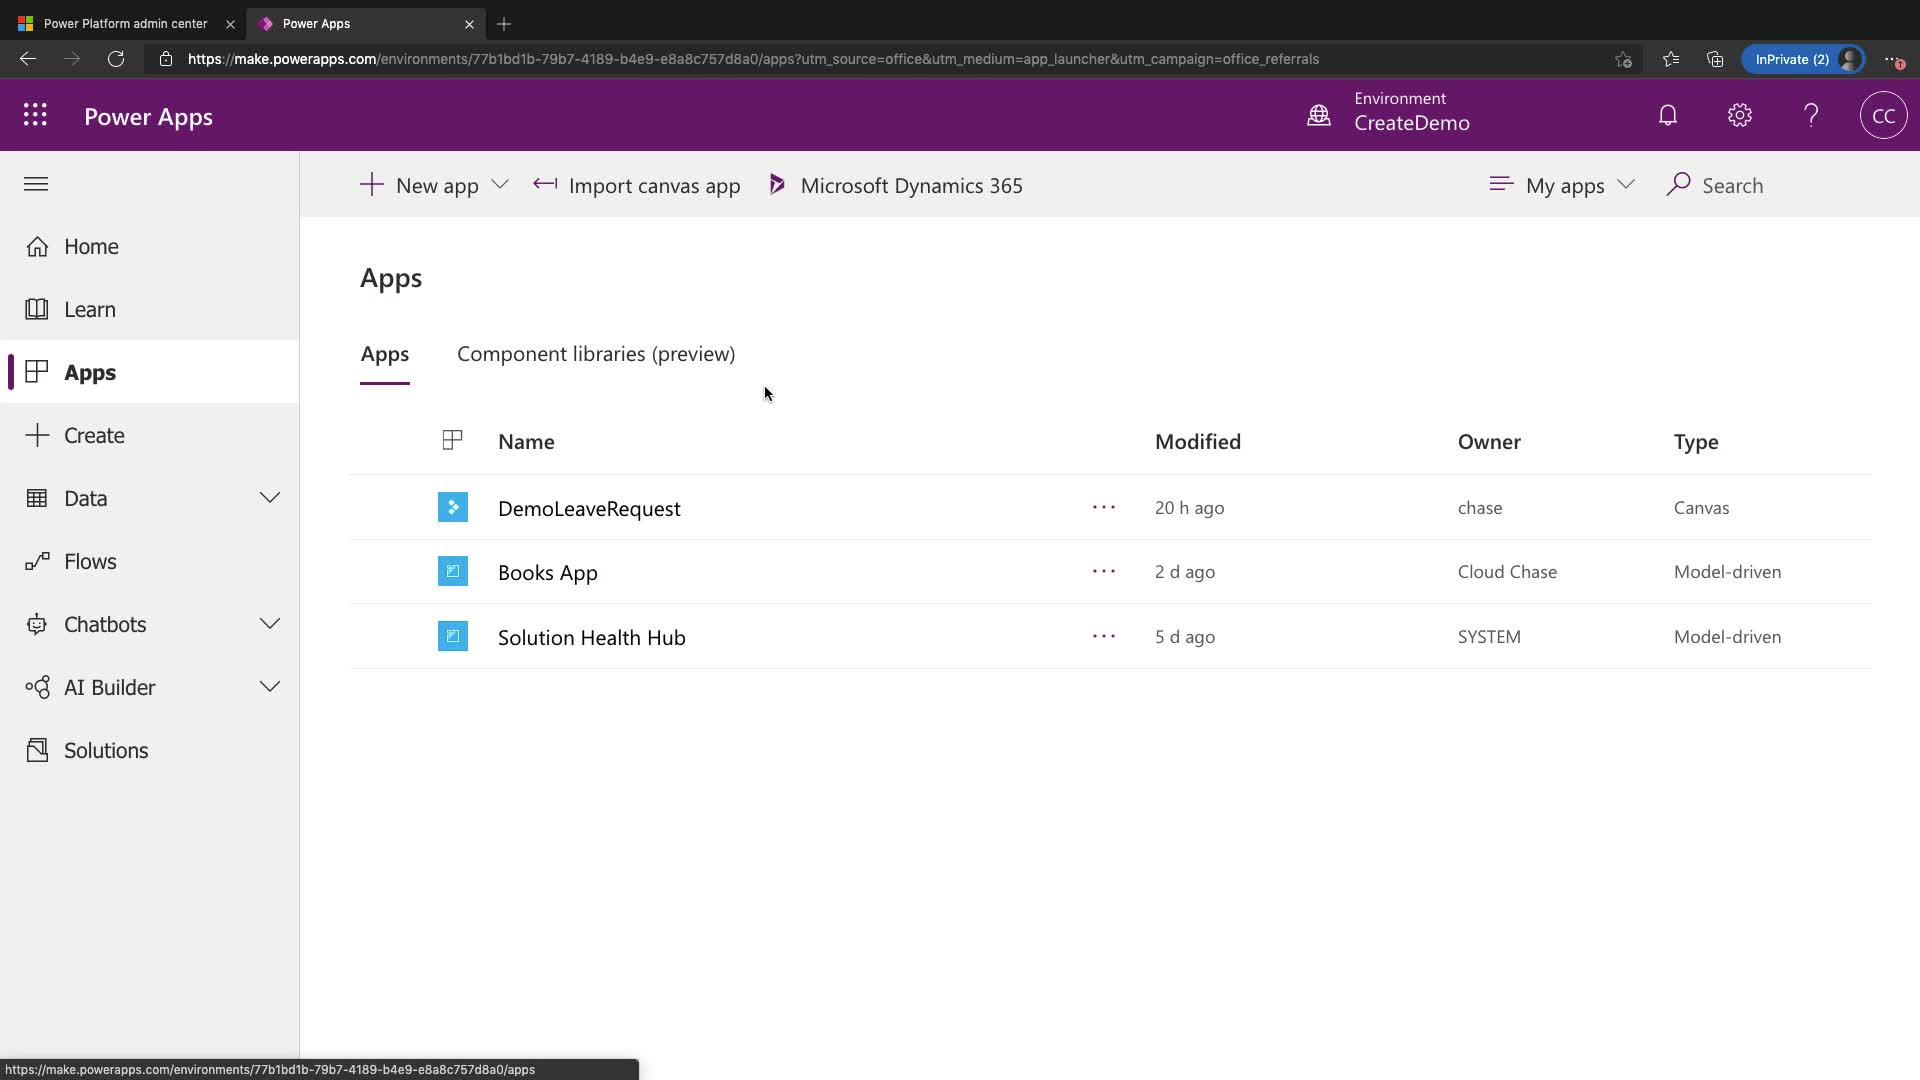 Power Platform admin center
Power Apps
https://make.powerapps.com/environments/77b1bd1b-79b7-4189-b4e9-e8a8c757d8a0/apps?utm_source=office&utm_medium=app_launcher&utm_campaign=office_referrals
InPrivate (2)
Power Apps
Environment
CreateDemo
CC
New app
Import canvas app
Microsoft Dynamics 365
My apps
Search
Home
Learn
Apps
Create
Data
Flows
Chatbots
AI Builder
Solutions
Apps
Apps
Component libraries (preview)
Name Modified Owner Type
DemoLeaveRequest ... 20 h ago chase Canvas
Books App ... 2 d ago Cloud Chase Model-driven
Solution Health Hub ... 5 d ago SYSTEM Model-driven
https://make.powerapps.com/environments/77b1bd1b-79b7-4189-b4e9-e8a8c757d8a0/apps